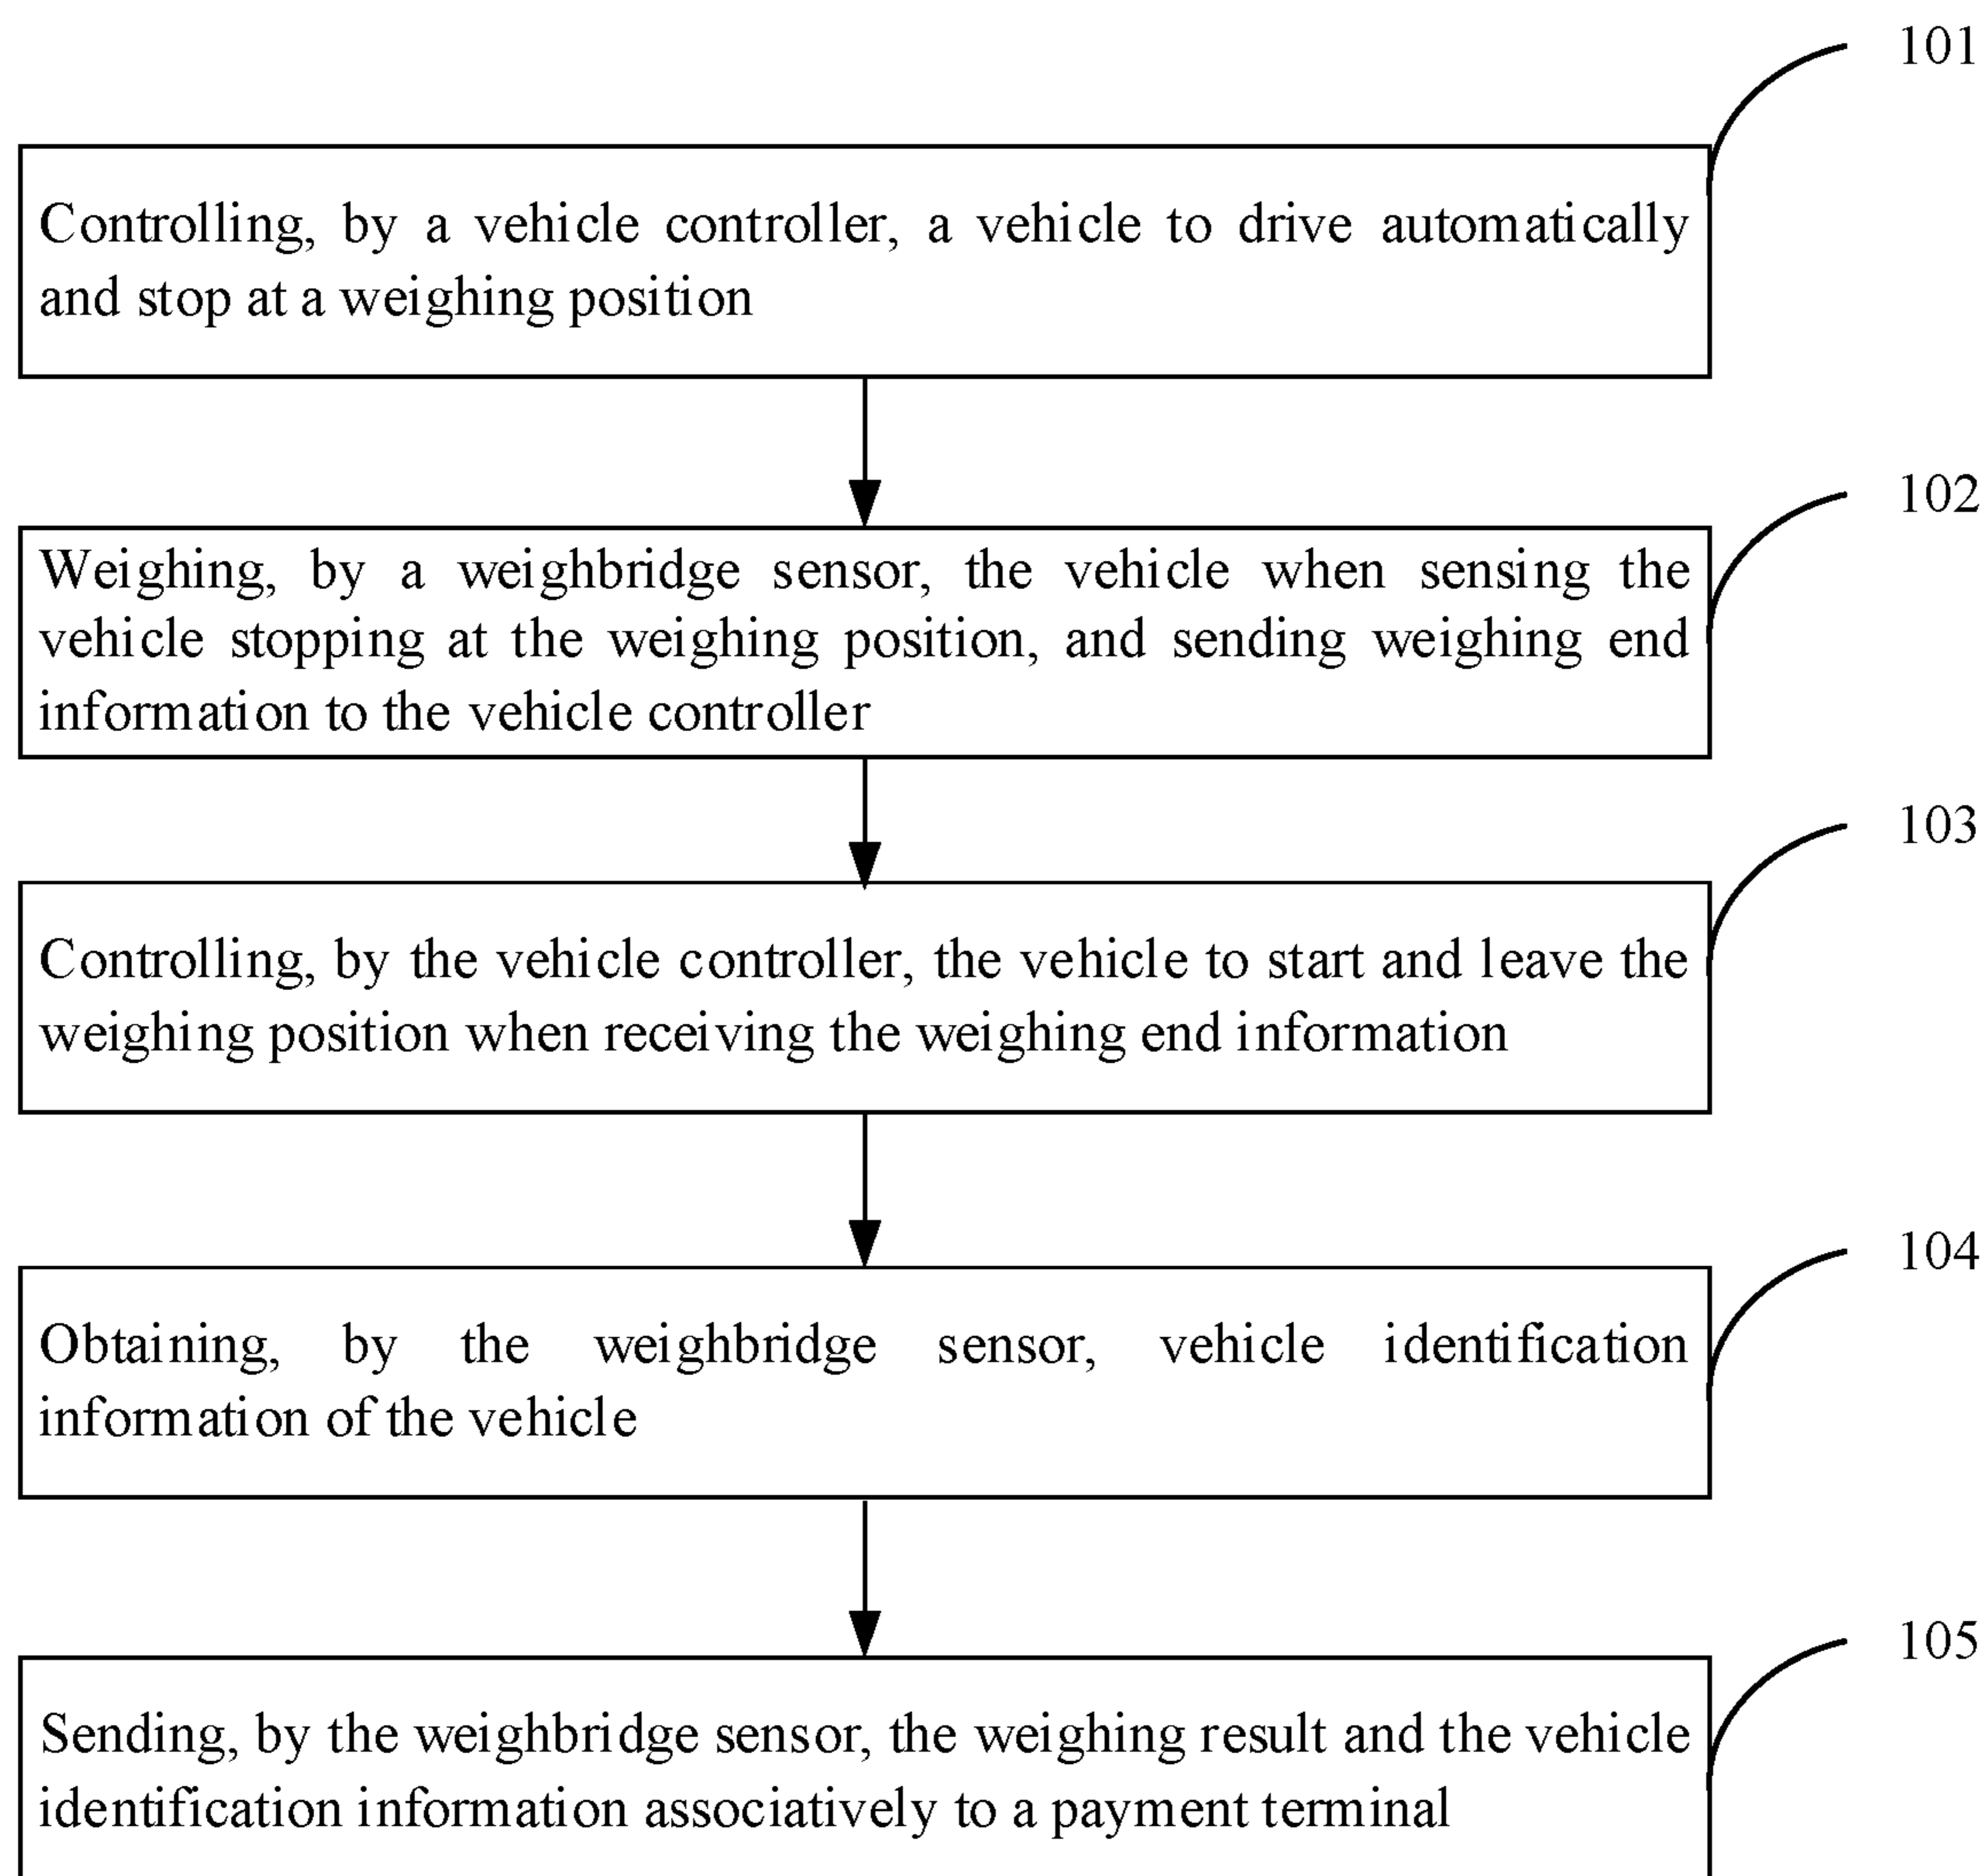 101
Controlling, by a vehicle controller, a vehicle to drive automatically
and stop at a weighing position
102
Weighing, by a weighbridge sensor, the vehicle when sensing the
vehicle stopping at the weighing position, and sending weighing end
information to the vehicle controller
103
Controlling, by the vehicle controller, the vehicle to start and leave the
weighing position when receiving the weighing end information
104
Obtaining, by the weighbridge sensor, vehicle identification
information of the vehicle
105
Sending, by the weighbridge sensor, the weighing result and the vehicle
identification information associatively to a payment terminal